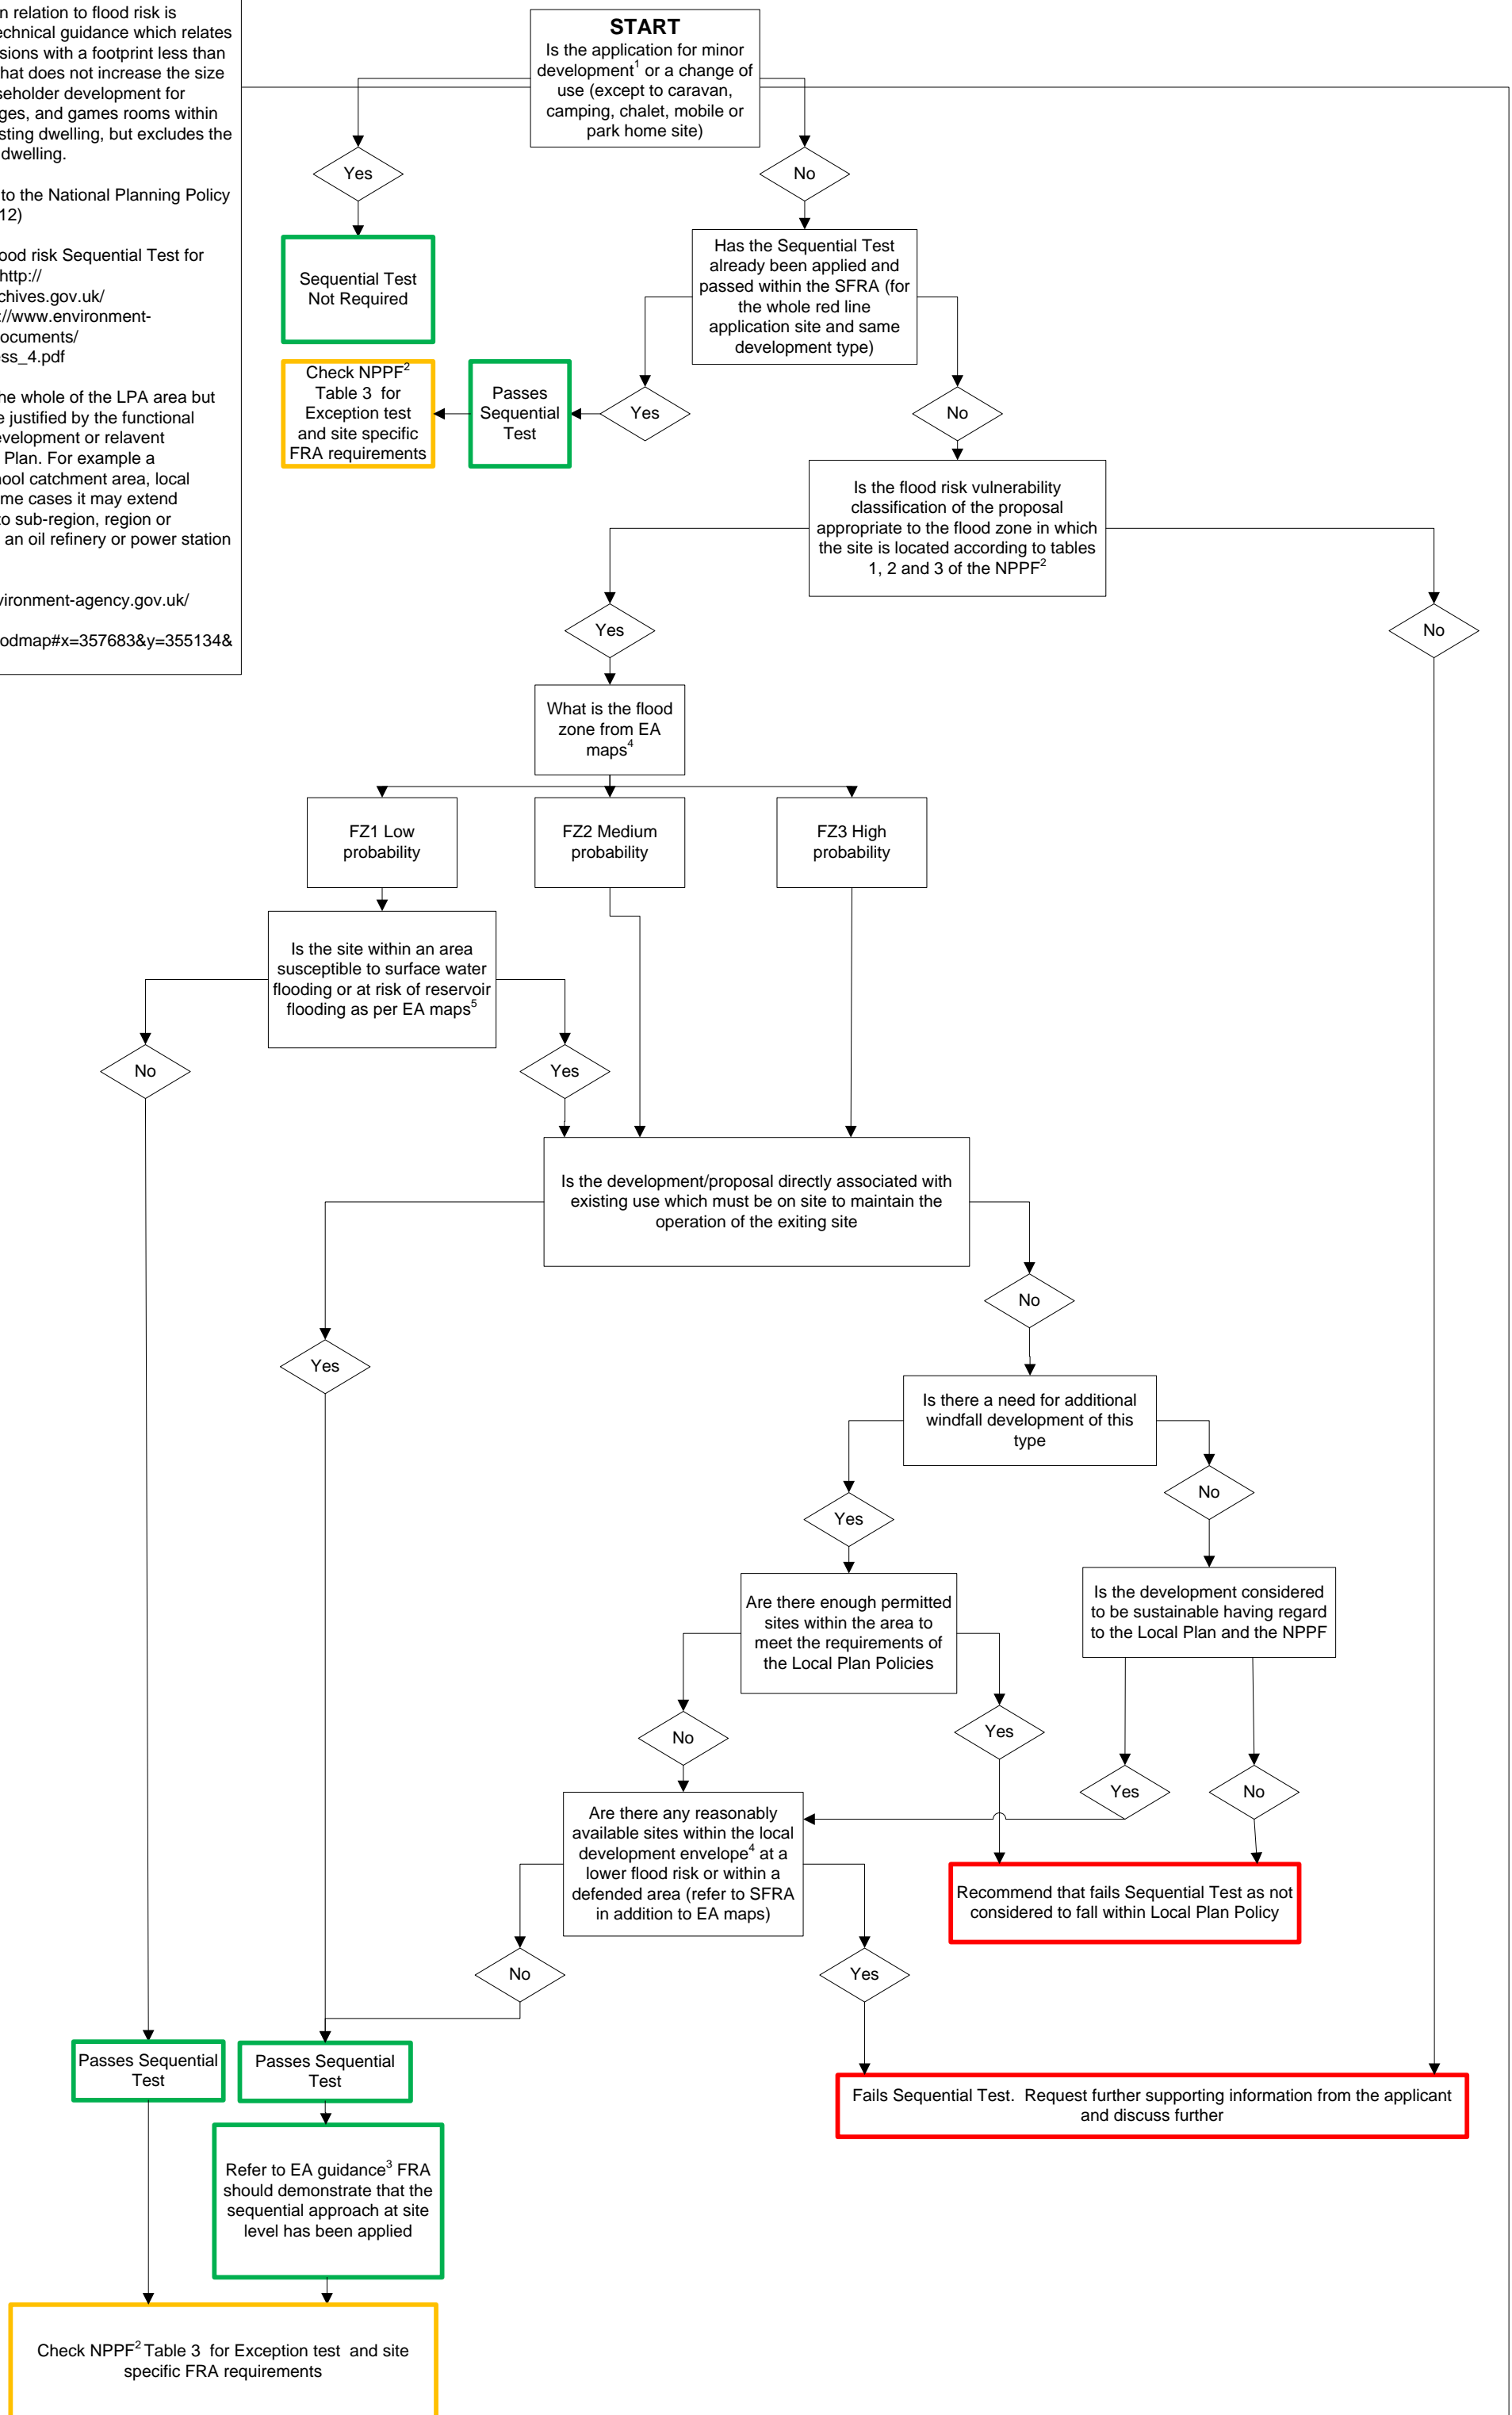 n relation to flood risk is
echnical guidance which relates
sions with a footprint less than
hat does not increase the size
seholder development for
ges, and games rooms within
sting dwelling, but excludes the
dwelling.
to the National Planning Policy
12)
ood risk Sequential Test for
http://
chives.gov.uk/
://www.environment-
ocuments/
ess_4.pdf
he whole of the LPA area but
e justified by the functional
evelopment or relavent
Plan. For example a
hool catchment area, local
me cases it may extend
to sub-region, region or
an oil refinery or power station
vironment-agency.gov.uk/
odmap#x=357683&y=355134&
START
Is the application for minor
development¹ or a change of
use (except to caravan,
camping, chalet, mobile or
park home site)
Yes
No
Sequential Test
Not Required
Has the Sequential Test
already been applied and
passed within the SFRA (for
the whole red line
application site and same
development type)
Check NPPF²
Table 3 for
Exception test
and site specific
FRA requirements
Passes
Sequential
Test
Yes
No
Is the flood risk vulnerability
classification of the proposal
appropriate to the flood zone in which
the site is located according to tables
1, 2 and 3 of the NPPF²
Yes
No
What is the flood
zone from EA
maps⁴
FZ1 Low
probability
FZ2 Medium
probability
FZ3 High
probability
Is the site within an area
susceptible to surface water
flooding or at risk of reservoir
flooding as per EA maps⁵
No
Yes
Is the development/proposal directly associated with
existing use which must be on site to maintain the
operation of the exiting site
No
Yes
Is there a need for additional
windfall development of this
type
No
Yes
Are there enough permitted
sites within the area to
meet the requirements of
the Local Plan Policies
Is the development considered
to be sustainable having regard
to the Local Plan and the NPPF
No
Yes
Yes
No
Are there any reasonably
available sites within the local
development envelope⁴ at a
lower flood risk or within a
defended area (refer to SFRA
in addition to EA maps)
Recommend that fails Sequential Test as not
considered to fall within Local Plan Policy
No
Yes
Passes Sequential
Test
Passes Sequential
Test
Fails Sequential Test. Request further supporting information from the applicant
and discuss further
Refer to EA guidance³ FRA
should demonstrate that the
sequential approach at site
level has been applied
Check NPPF² Table 3 for Exception test and site
specific FRA requirements